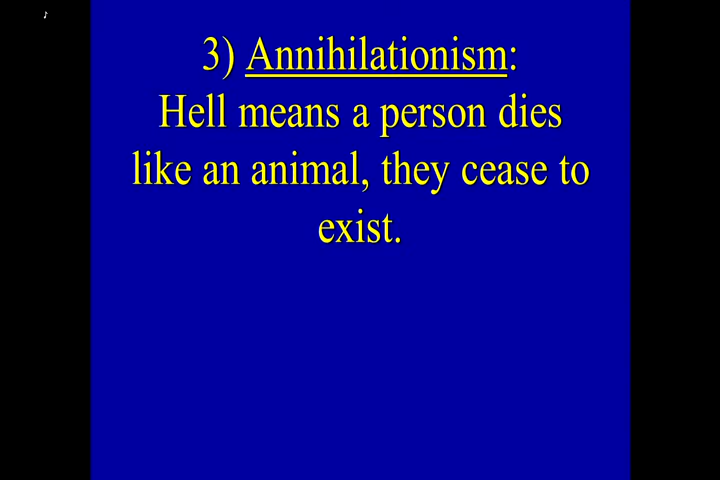 3) Annihilationism:
Hell means a person dies
like an animal, they cease to
exist.